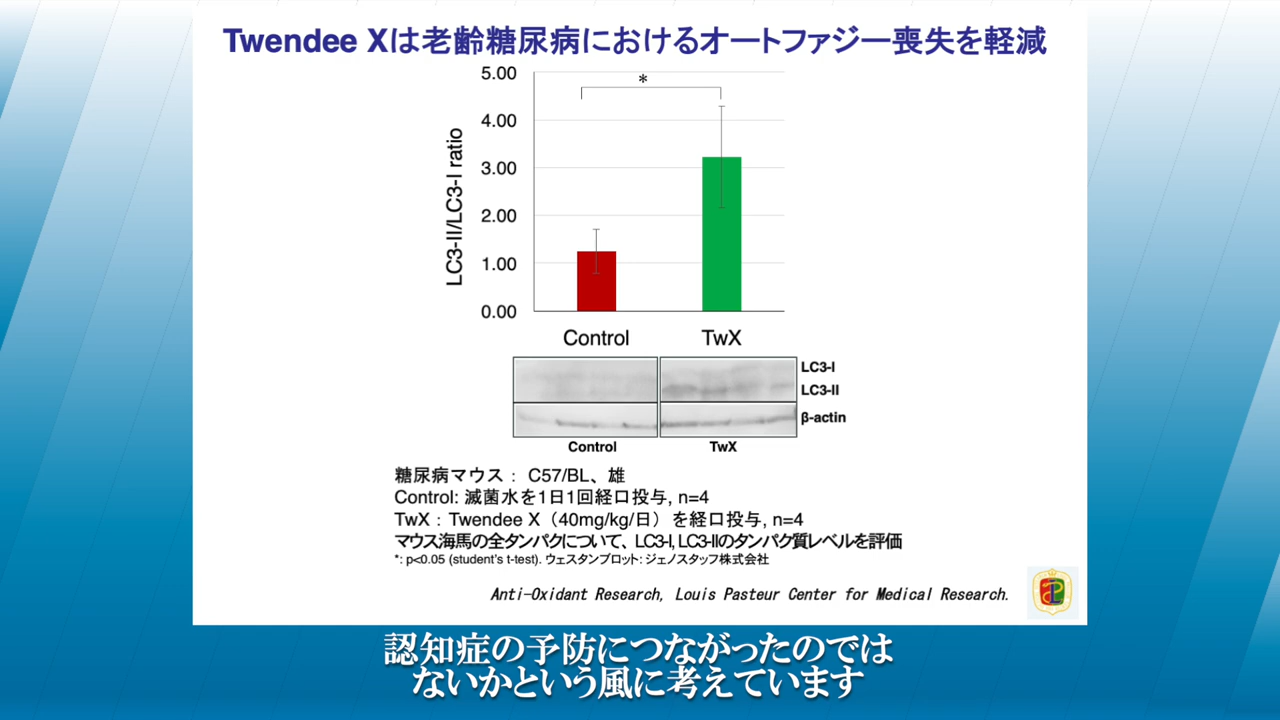 Twendee Xは老齢糖尿病におけるオートファジー喪失を軽減
5.00
4.00
3.00
2.00
1.00
0.00
LC3-II/LC3-I ratio
*
Control
TwX
LC3-I
LC3-II
β-actin
Control
TwX
糖尿病マウス： C57/BL、雄
Control: 滅菌水を1日1回経口投与, n=4
TwX：Twendee X（40mg/kg/日）を経口投与, n=4
マウス海馬の全タンパクについて、LC3-I, LC3-IIのタンパク質レベルを評価
*: p<0.05 (student's t-test). ウェスタンブロット: ジェノスタッフ株式会社
Anti-Oxidant Research, Louis Pasteur Center for Medical Research.
認知症の予防につながったのでは
ないかという風に考えています